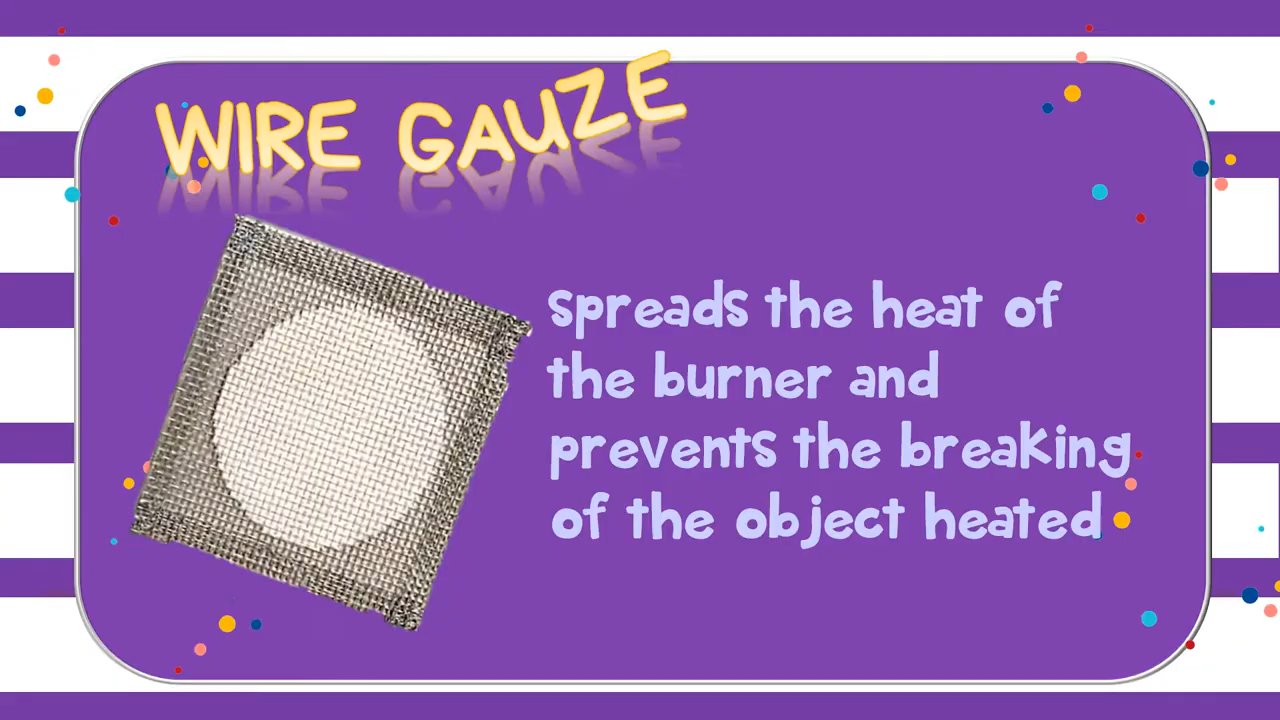 WIRE GAUZE
Spreads the heat of
the burner and
prevents the breaking
of the object heated